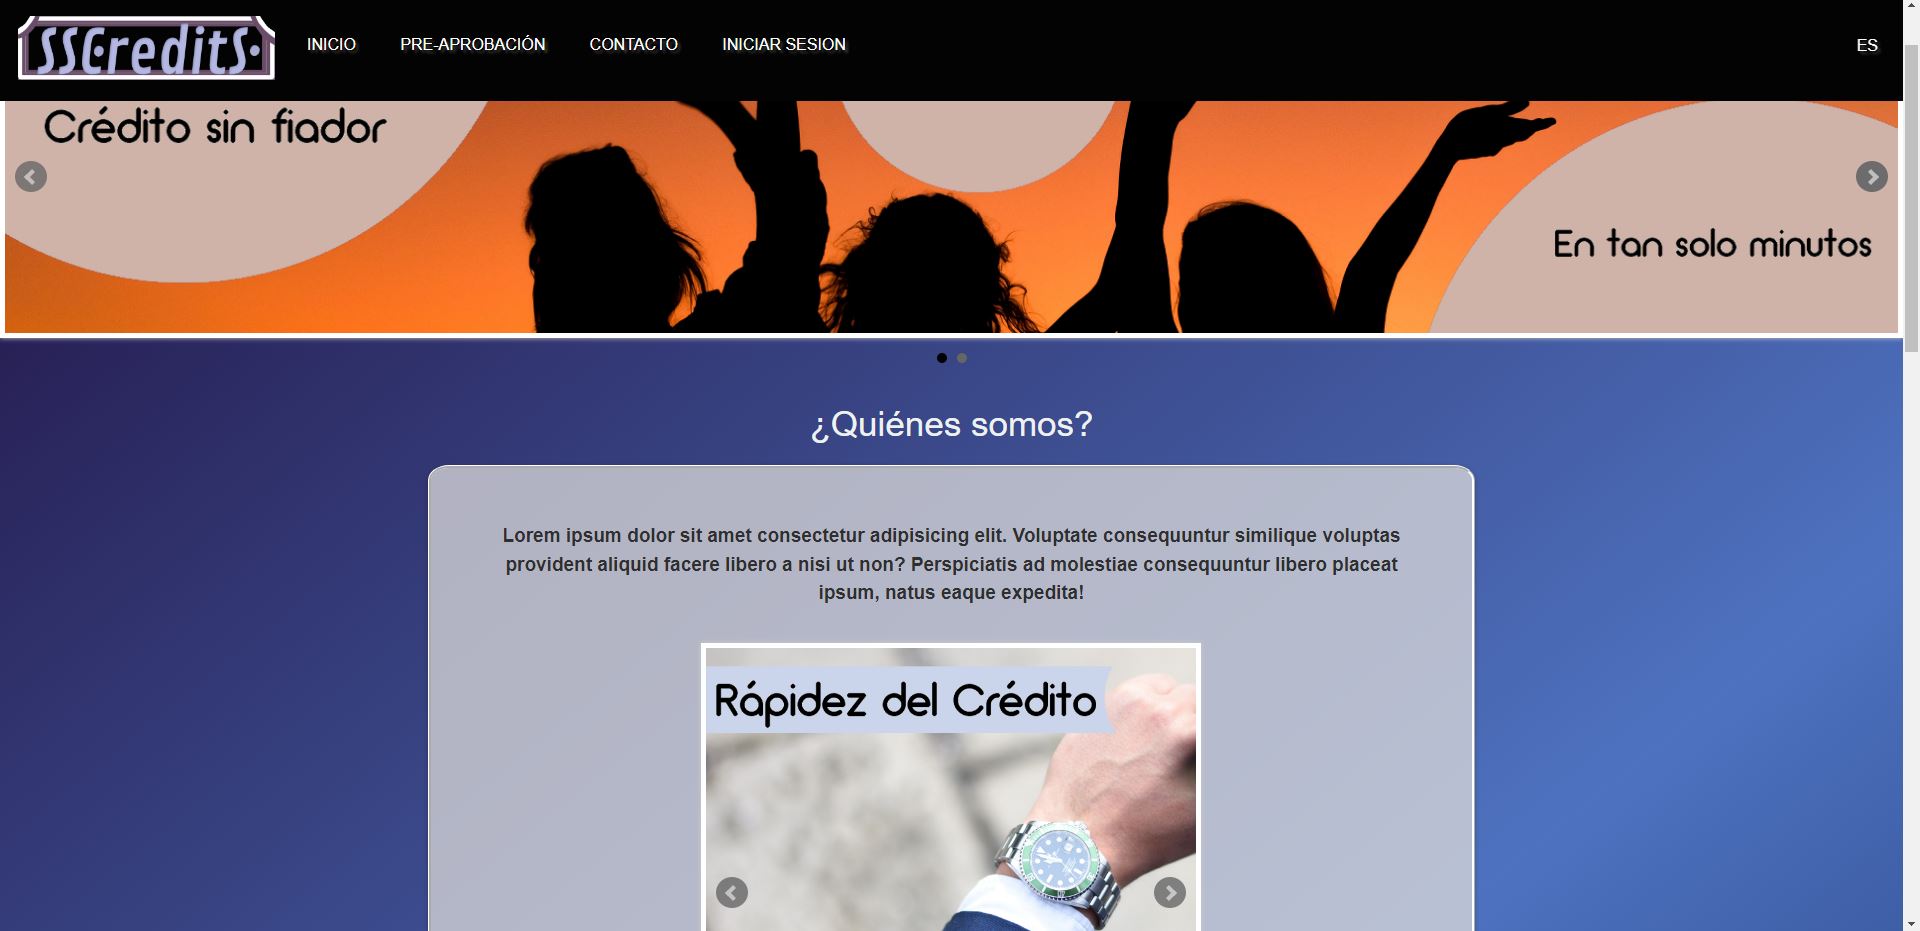 SSCreditS
INICIO PRE-APROBACIÓN CONTACTO INICIAR SESION ES
Crédito sin fiador
En tan solo minutos
¿Quiénes somos?
Lorem ipsum dolor sit amet consectetur adipisicing elit. Voluptate consequuntur similique voluptas
provident aliquid facere libero a nisi ut non? Perspiciatis ad molestiae consequuntur libero placeat
ipsum, natus eaque expedita!
Rápidez del Crédito